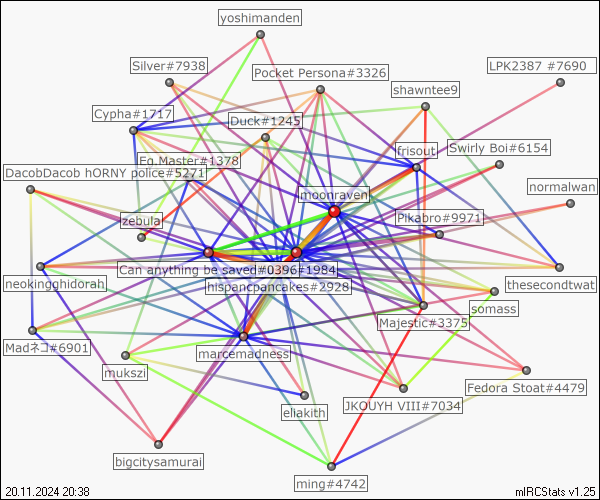 yoshimanden
Silver#7938
Pocket Persona#3326
LPK2387 #7690
shawntee9
Cypha#1717
Duck#1245
frisout
Swirly Boi#6154
Eq.Master#1378
DacobDacob hORNY police#5271
moonraven
normalwan
zebula
Pikabro#9971
Can anything be saved#0396#1984
neokingghidorah
hispancpancakes#2928
thesecondtwat
somass
Majestic#3375
Madネコ#6901
marcemadness
mukszi
Fedora Stoat#4479
JKOUYH VIII#7034
eliakith
bigcitysamurai
ming#4742
20.11.2024 20:38
mIRCStats v1.25